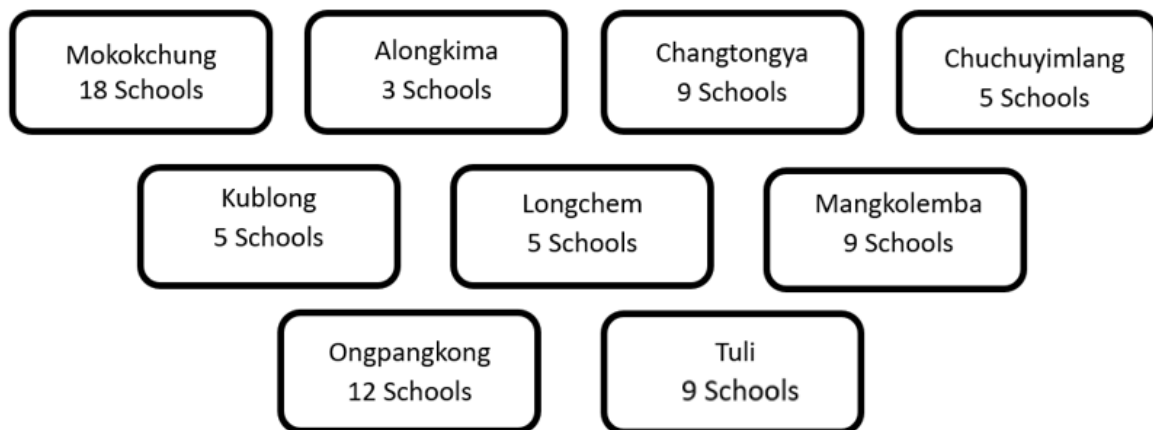 Mokokchung
18 Schools
Alongkima
3 Schools
Changtongya
9 Schools
Chuchuyimlang
5 Schools
Kublong
5 Schools
Longchem
5 Schools
Mangkolemba
9 Schools
Ongpangkong
12 Schools
Tuli
9 Schools